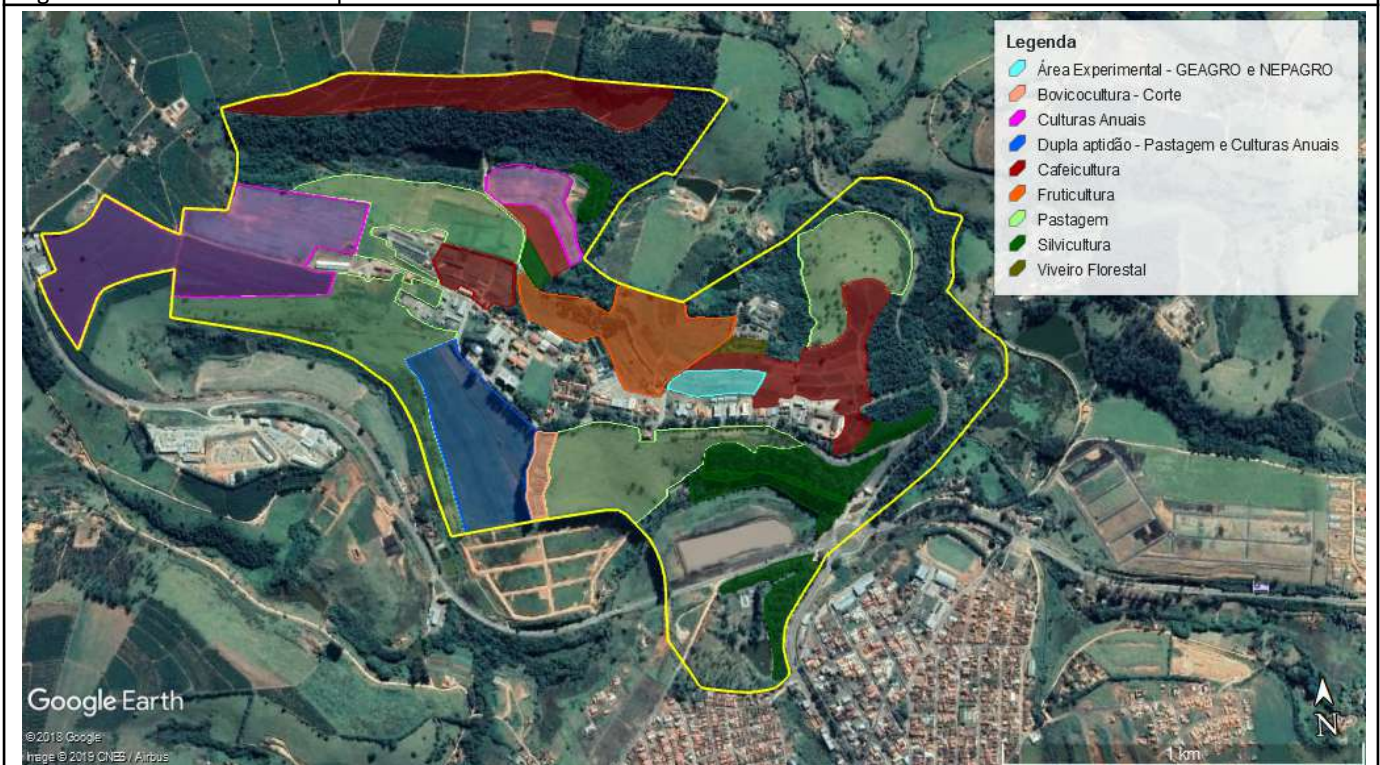 Legenda
Área Experimental - GEAGRO e NEPAGRO
Bovicocultura - Corte
Culturas Anuais
Dupla aptidão - Pastagem e Culturas Anuais
Cafeicultura
Fruticultura
Pastagem
Silvicultura
Viveiro Florestal
Google Earth
© 2018 Google
Image © 2019 CNES / Airbus
N
1 km